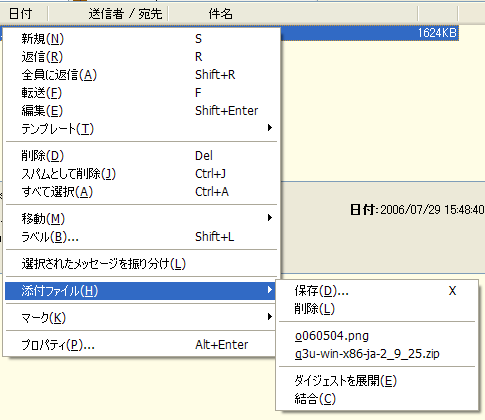 日付 送信者 / 宛先 件名
1624KB
新規(N) S
返信(R) R
全員に返信(A) Shift+R
転送(F) F
編集(E) Shift+Enter
テンプレート(T)
削除(D) Del
スパムとして削除(J) Ctrl+J
すべて選択(A) Ctrl+A
移動(M)
日付: 2006/07/29 15:48:40
ラベル(B)... Shift+L
選択されたメッセージを振り分け(L)
添付ファイル(H)
保存(D)... X
削除(L)
マーク(K)
g060504.png
プロパティ(P)... Alt+Enter
g3u-win-x86-ja-2_9_25.zip
ダイジェストを展開(E)
結合(C)